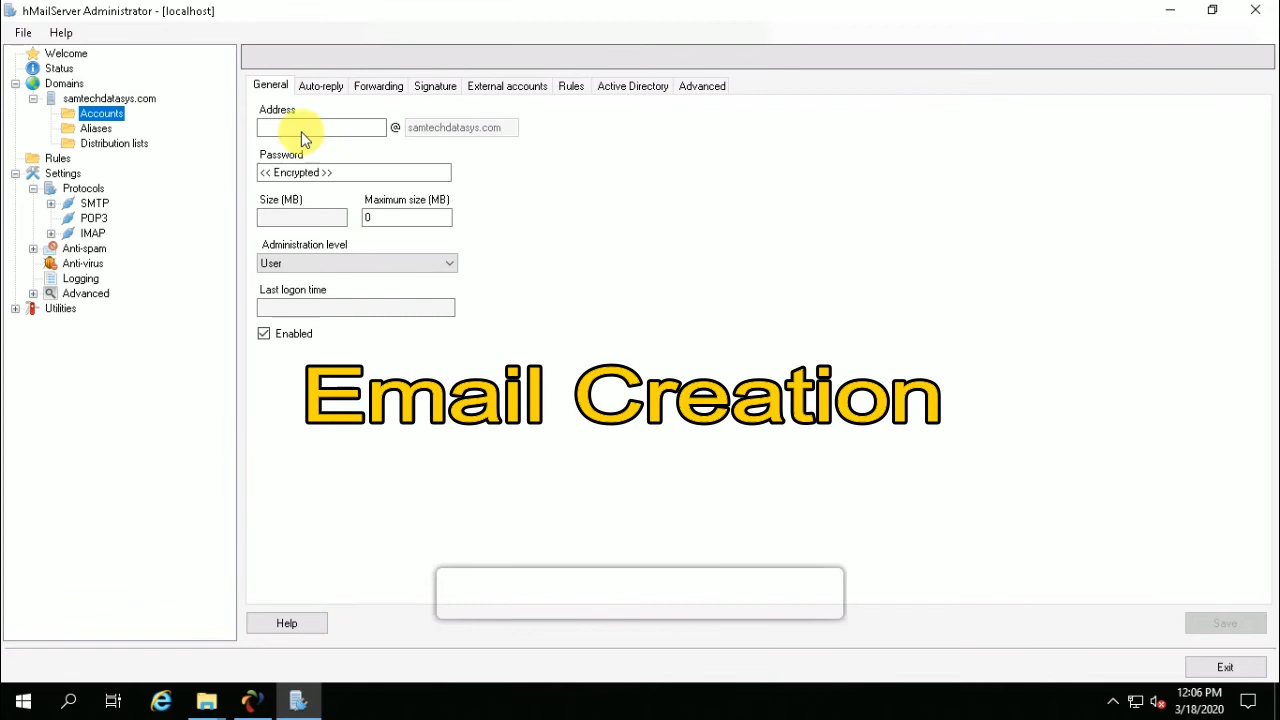 hMailServer Administrator - [localhost]
File Help
Welcome
Status
Domains
samtechdatasys.com
Accounts
Aliases
Distribution lists
Rules
Settings
Protocols
SMTP
POP3
IMAP
Anti-spam
Anti-virus
Logging
Advanced
Utilities
General Auto-reply Forwarding Signature External accounts Rules Active Directory Advanced
Address
@ samtechdatasys.com
Password
<< Encrypted >>
Size (MB) Maximum size (MB)
0
Administration level
User
Last logon time
Enabled
Email Creation
Help Save
Exit
12:06 PM
3/18/2020